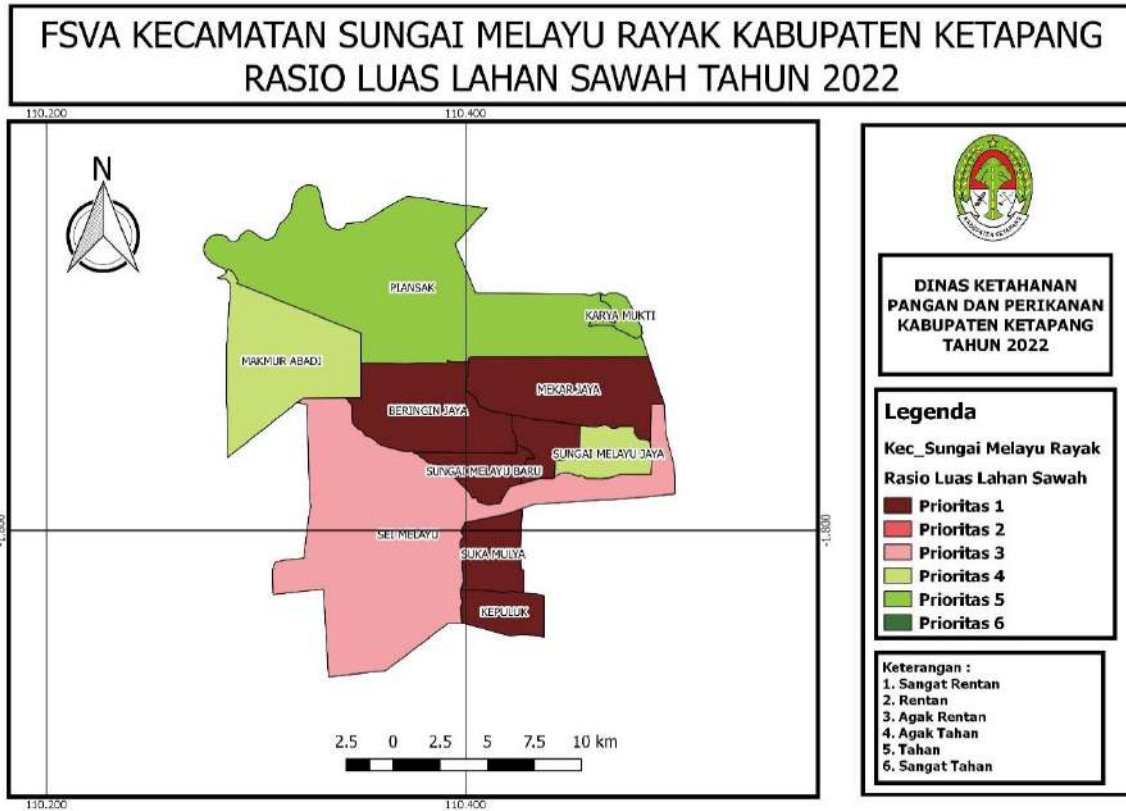 FSVA KECAMATAN SUNGAI MELAYU RAYAK KABUPATEN KETAPANG
RASIO LUAS LAHAN SAWAH TAHUN 2022
110.200
110.400
N
PIANSAK
KARYA MUKTI
MAKMUR ABADI
MEKAR JAYA
BERINGIN JAYA
SUNGAI MELAYU JAYA
SUNGAI MELAYU BARU
-1.800
-1.800
SEI MELAYU
SUKA MULYA
KEPULUK
2.5 0 2.5 5 7.5 10 km
110.200
110.400
KABUPATEN KETAPANG
DINAS KETAHANAN
PANGAN DAN PERIKANAN
KABUPATEN KETAPANG
TAHUN 2022
Legenda
Kec_Sungai Melayu Rayak
Rasio Luas Lahan Sawah
Prioritas 1
Prioritas 2
Prioritas 3
Prioritas 4
Prioritas 5
Prioritas 6
Keterangan :
1. Sangat Rentan
2. Rentan
3. Agak Rentan
4. Agak Tahan
5. Tahan
6. Sangat Tahan